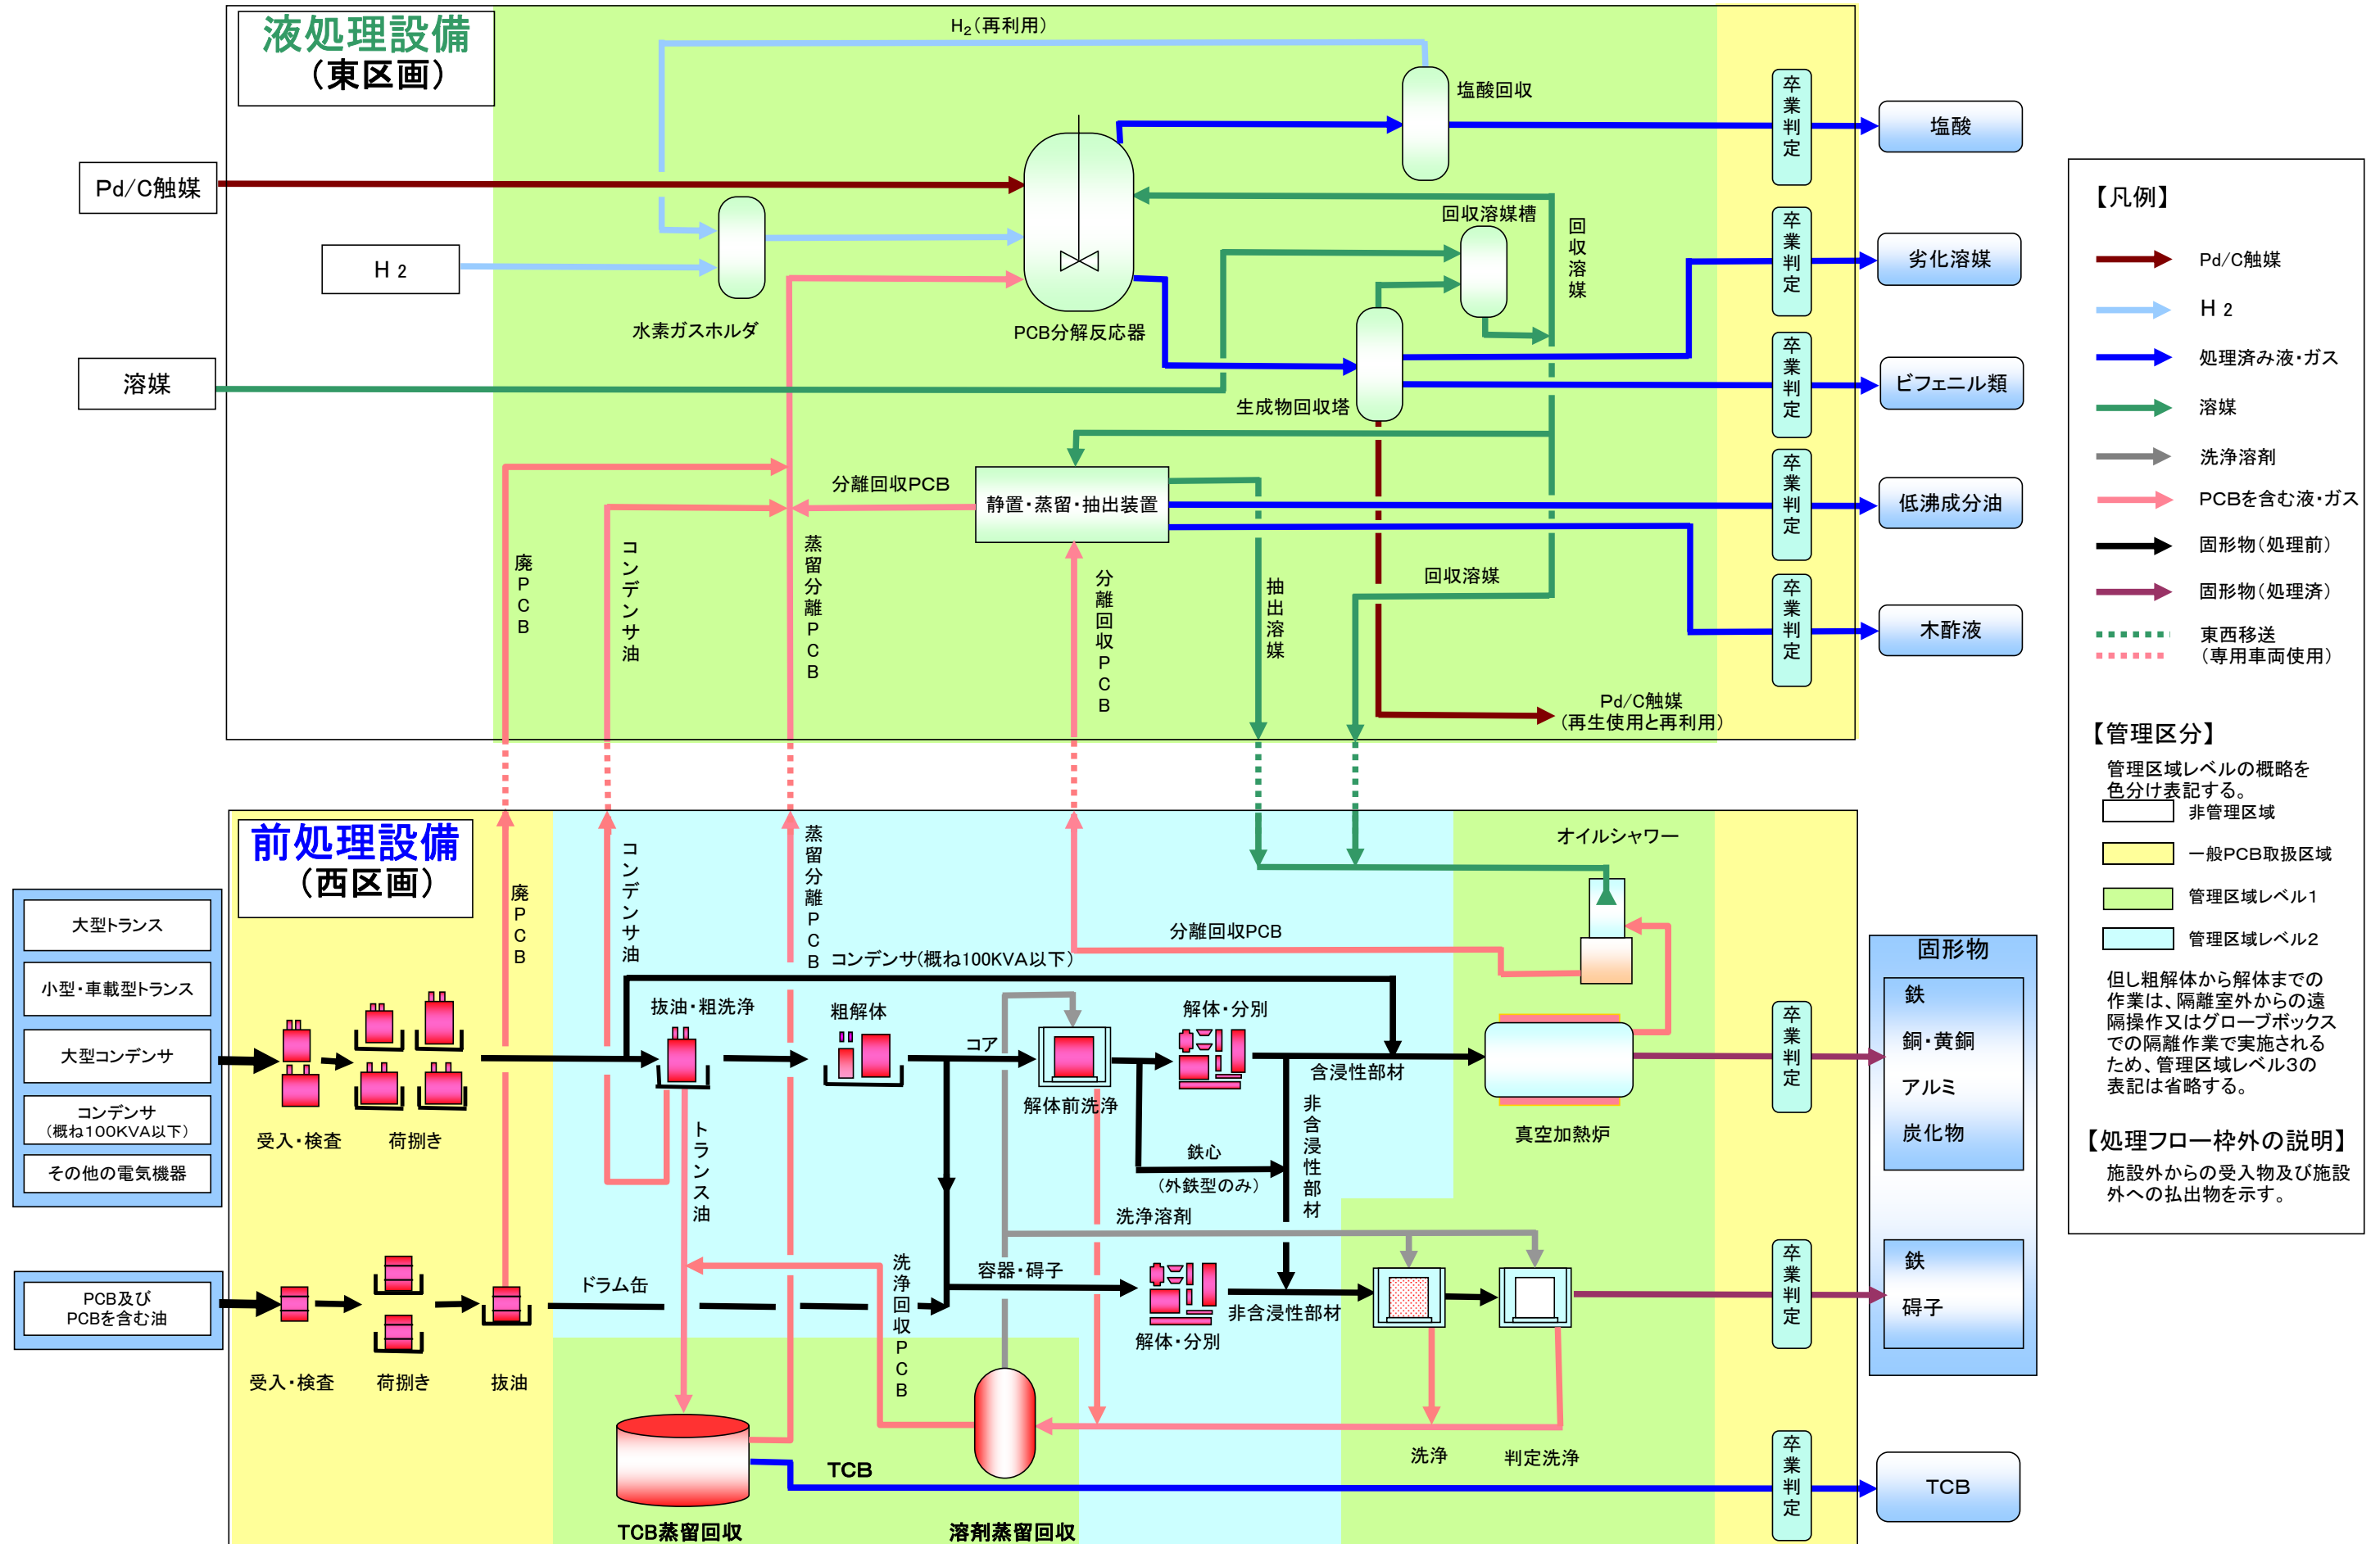 液処理設備
（東区画）
H₂（再利用）
塩酸回収
卒業判定
塩酸
Pd/C触媒
H 2
水素ガスホルダ
PCB分解反応器
回収溶媒槽
回収溶媒
卒業判定
劣化溶媒
溶媒
生成物回収塔
卒業判定
ビフェニル類
分離回収PCB
静置・蒸留・抽出装置
卒業判定
低沸成分油
廃PCB
コンデンサ油
蒸留分離PCB
分離回収PCB
抽出溶媒
回収溶媒
卒業判定
木酢液
Pd/C触媒
（再生使用と再利用）
前処理設備
（西区画）
廃PCB
コンデンサ油
蒸留分離PCB
オイルシャワー
分離回収PCB
コンデンサ（概ね100KVA以下）
大型トランス
小型・車載型トランス
大型コンデンサ
コンデンサ
（概ね100KVA以下）
その他の電気機器
受入・検査
荷捌き
抜油・粗洗浄
粗解体
コア
解体前洗浄
解体・分別
含浸性部材
真空加熱炉
トランス油
鉄心
（外鉄型のみ）
非含浸性部材
卒業判定
固形物
鉄
銅・黄銅
アルミ
炭化物
洗浄溶剤
PCB及び
PCBを含む油
ドラム缶
洗浄回収PCB
容器・碍子
解体・分別
非含浸性部材
卒業判定
鉄
碍子
受入・検査
荷捌き
抜油
洗浄
判定洗浄
TCB
TCB蒸留回収
溶剤蒸留回収
卒業判定
TCB
【凡例】
Pd/C触媒
H 2
処理済み液・ガス
溶媒
洗浄溶剤
PCBを含む液・ガス
固形物（処理前）
固形物（処理済）
東西移送
（専用車両使用）
【管理区分】
管理区域レベルの概略を
色分け表記する。
非管理区域
一般PCB取扱区域
管理区域レベル1
管理区域レベル2
但し粗解体から解体までの
作業は、隔離室外からの遠
隔操作又はグローブボックス
での隔離作業で実施される
ため、管理区域レベル3の
表記は省略する。
【処理フロー枠外の説明】
施設外からの受入物及び施設
外への払出物を示す。